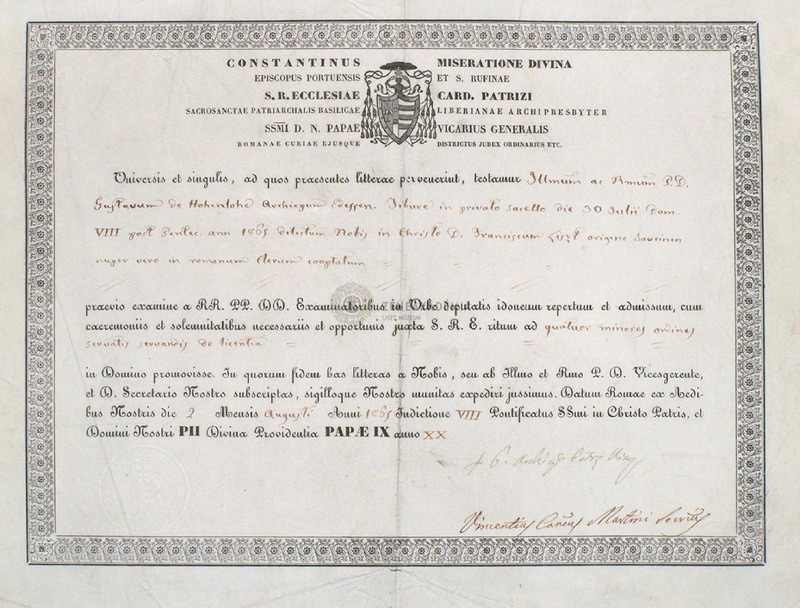 CONSTANTINUS MISERATIONE DIVINA
EPISCOPUS PORTUENSIS ET S. RUFINAE
S. R. ECCLESIAE CARD. PATRIZI
SACROSANCTAE PATRIARCHALIS BASILICAE LIBERIANAE ARCHIPRESBYTER
SSM̅I D. N. PAPAE VICARIUS GENERALIS
ROMANAE CURIAE EJUSQUE DISTRICTUS JUDEX ORDINARIUS ETC.
Universis et singulis, ad quos praesentes litterae pervenerint, testamur Illmum ac Rmum P. D.
Gustavum de Hohenlohe Archiepum Edessen. Tibure in privato sacello die 30 Julii Dom.
VIII post Pentec. ann 1865 dilectum Nobis in Christo D. Franciscum Liszt origine
nuper vero in romanum Clerum cooptatum
praevio examine a RR. PP. DD. Examinatoribus in Urbe deputatis idoneum repertum et admissum, cum
caeremoniis et solemnitatibus necessariis et opportunis juxta S. R. E. ritum ad quatuor minores ordines
servatis servandis de licentia
in Domino promovisse. In quorum fidem has litteras a Nobis, seu ab Illmo et Rmo P. D. Vicesgerente,
et D. Secretario Nostro subscriptas, sigilloque Nostro munitas expediri jussimus. Datum Romae ex Aedi-
bus Nostris die 2 Mensis Augusti Anni 1865 Indictione VIII Pontificatus SSmi in Christo Patris, et
Domini Nostri PII Divina Providentia PAPÆ IX anno XX
Vincentius Martini